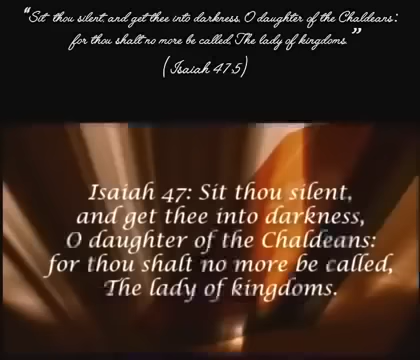 “Sit thou silent, and get thee into darkness, O daughter of the Chaldeans:
for thou shalt no more be called, The lady of kingdoms.”
(Isaiah 47:5)
Isaiah 47: Sit thou silent,
and get thee into darkness,
O daughter of the Chaldeans:
for thou shalt no more be called,
The lady of kingdoms.